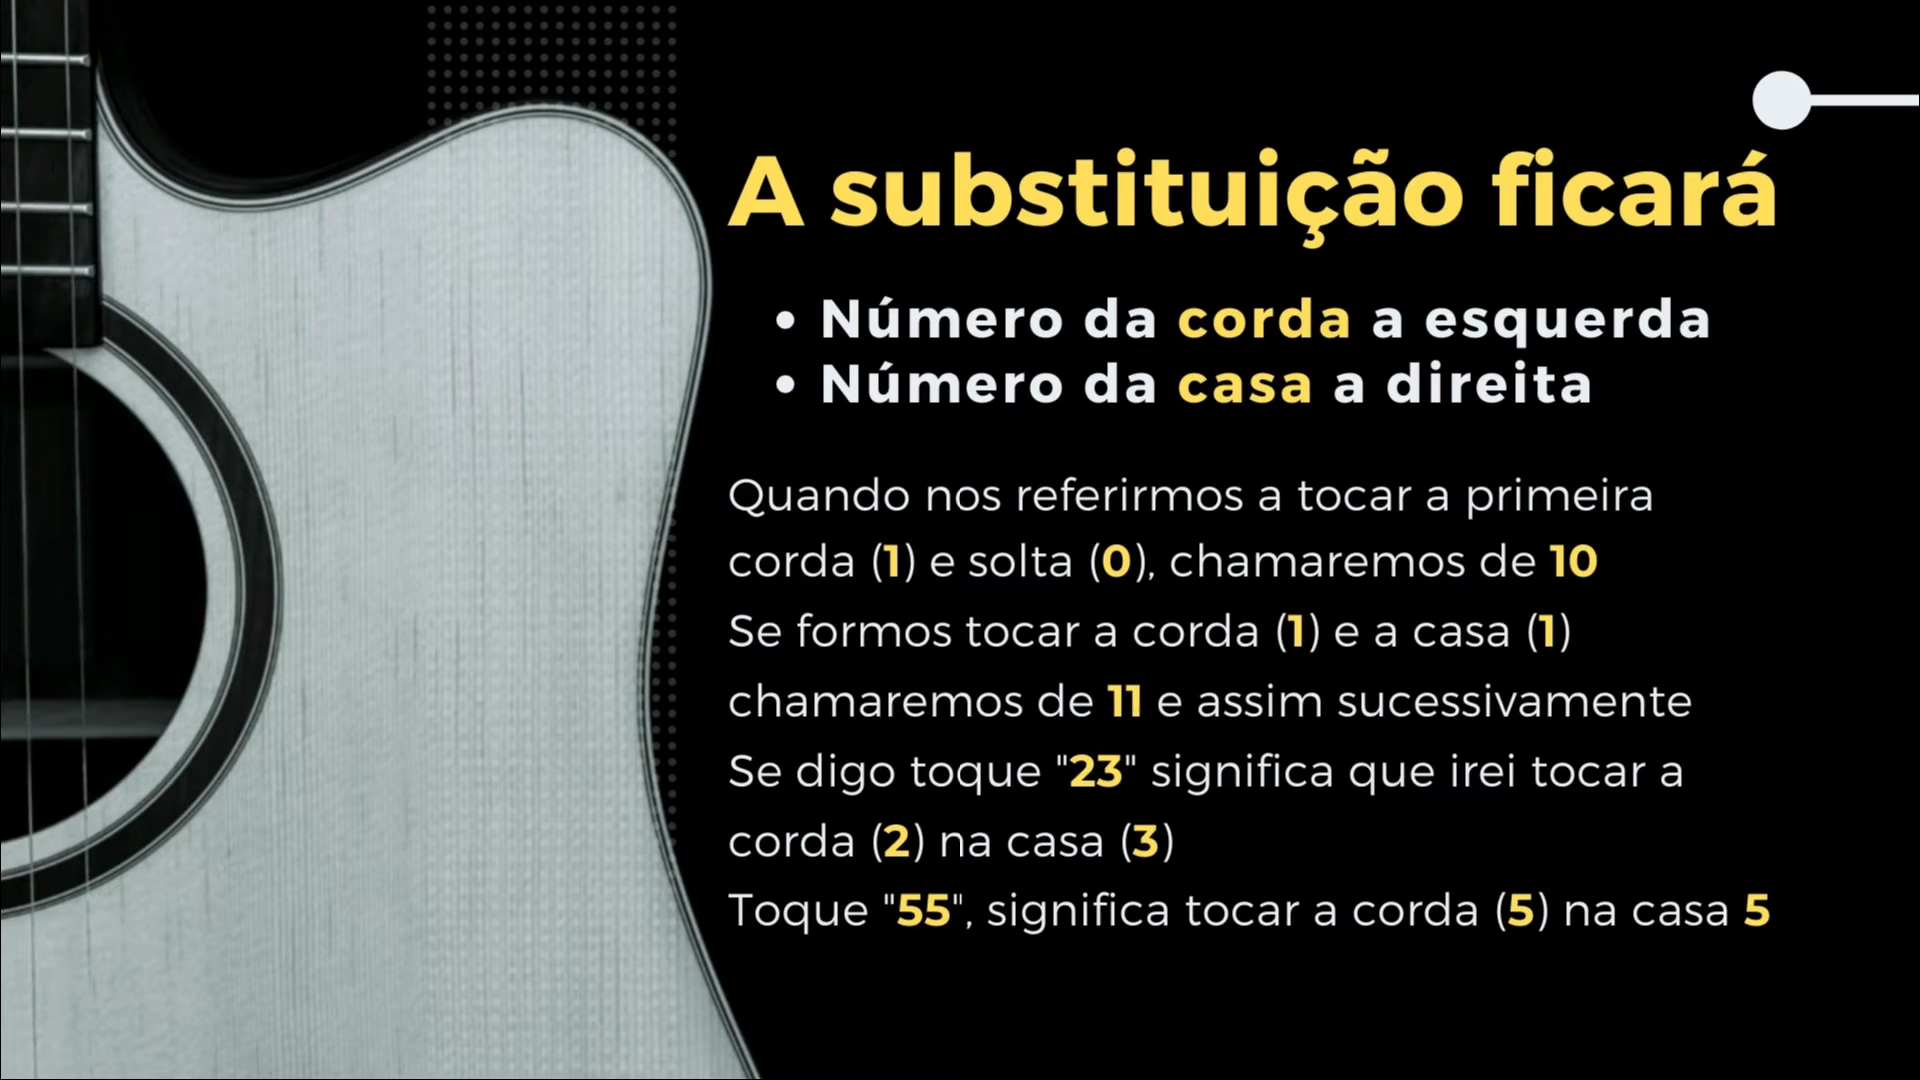 A substituição ficará
• Número da corda a esquerda
• Número da casa a direita
Quando nos referirmos a tocar a primeira
corda (1) e solta (0), chamaremos de 10
Se formos tocar a corda (1) e a casa (1)
chamaremos de 11 e assim sucessivamente
Se digo toque "23" significa que irei tocar a
corda (2) na casa (3)
Toque "55", significa tocar a corda (5) na casa 5